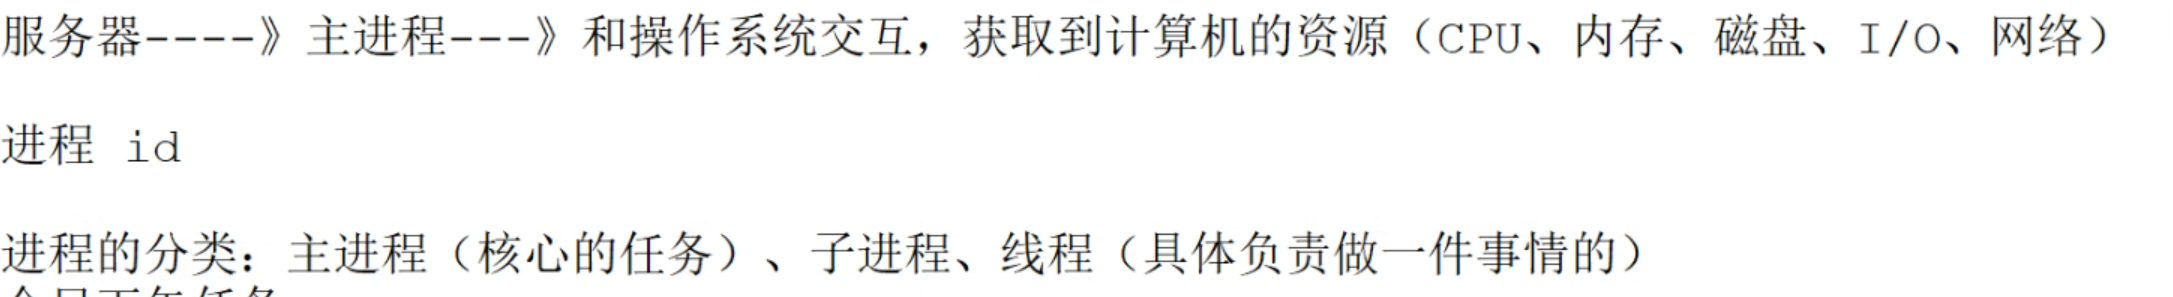 服务器----》主进程---》和操作系统交互，获取到计算机的资源（CPU、内存、磁盘、I/O、网络）
进程 id
进程的分类：主进程（核心的任务）、子进程、线程（具体负责做一件事情的）